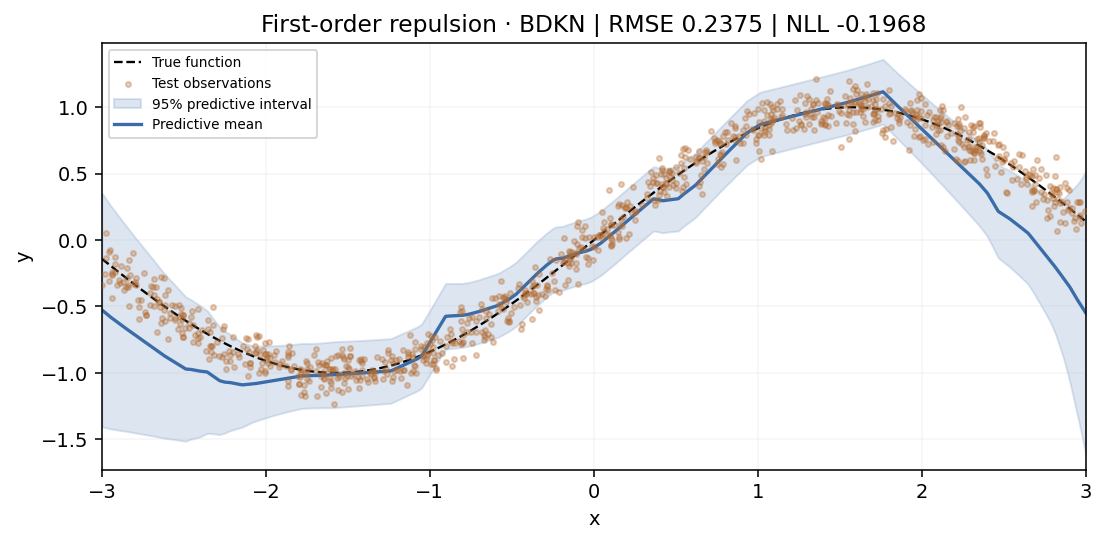 First-order repulsion · BDKN | RMSE 0.2375 | NLL -0.1968
True function
Test observations
95% predictive interval
Predictive mean
y
1.0
0.5
0.0
−0.5
−1.0
−1.5
−3 −2 −1 0 1 2 3
x